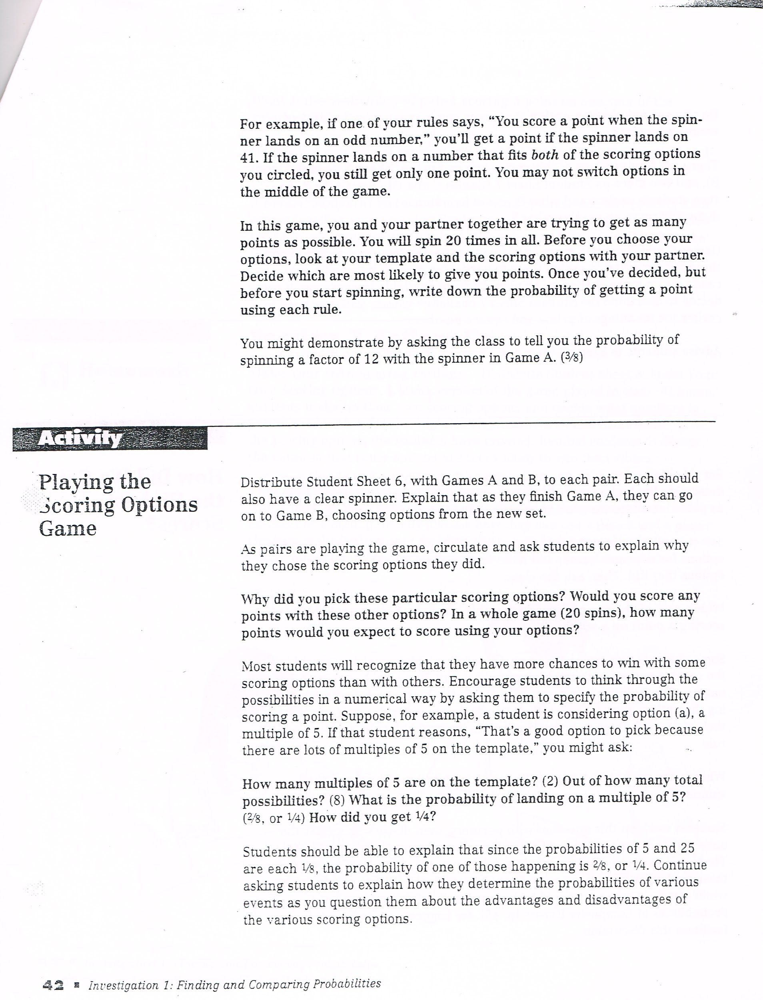 For example, if one of your rules says, “You score a point when the spin-
ner lands on an odd number,” you’ll get a point if the spinner lands on
41. If the spinner lands on a number that fits both of the scoring options
you circled, you still get only one point. You may not switch options in
the middle of the game.
In this game, you and your partner together are trying to get as many
points as possible. You will spin 20 times in all. Before you choose your
options, look at your template and the scoring options with your partner.
Decide which are most likely to give you points. Once you’ve decided, but
before you start spinning, write down the probability of getting a point
using each rule.
You might demonstrate by asking the class to tell you the probability of
spinning a factor of 12 with the spinner in Game A. (3/8)
Activity
Playing the
Scoring Options
Game
Distribute Student Sheet 6, with Games A and B, to each pair. Each should
also have a clear spinner. Explain that as they finish Game A, they can go
on to Game B, choosing options from the new set.
As pairs are playing the game, circulate and ask students to explain why
they chose the scoring options they did.
Why did you pick these particular scoring options? Would you score any
points with these other options? In a whole game (20 spins), how many
points would you expect to score using your options?
Most students will recognize that they have more chances to win with some
scoring options than with others. Encourage students to think through the
possibilities in a numerical way by asking them to specify the probability of
scoring a point. Suppose, for example, a student is considering option (a), a
multiple of 5. If that student reasons, “That’s a good option to pick because
there are lots of multiples of 5 on the template,” you might ask:
How many multiples of 5 are on the template? (2) Out of how many total
possibilities? (8) What is the probability of landing on a multiple of 5?
(2/8, or 1/4) How did you get 1/4?
Students should be able to explain that since the probabilities of 5 and 25
are each 1/8, the probability of one of those happening is 2/8, or 1/4. Continue
asking students to explain how they determine the probabilities of various
events as you question them about the advantages and disadvantages of
the various scoring options.
42 ■ Investigation 1: Finding and Comparing Probabilities